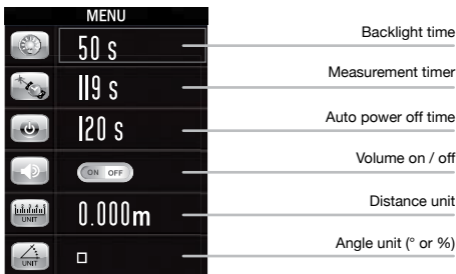 MENU
50 s
Backlight time
119 s
Measurement timer
120 s
Auto power off time
ON OFF
Volume on / off
UNIT
0.000m
Distance unit
UNIT
Angle unit (° or %)